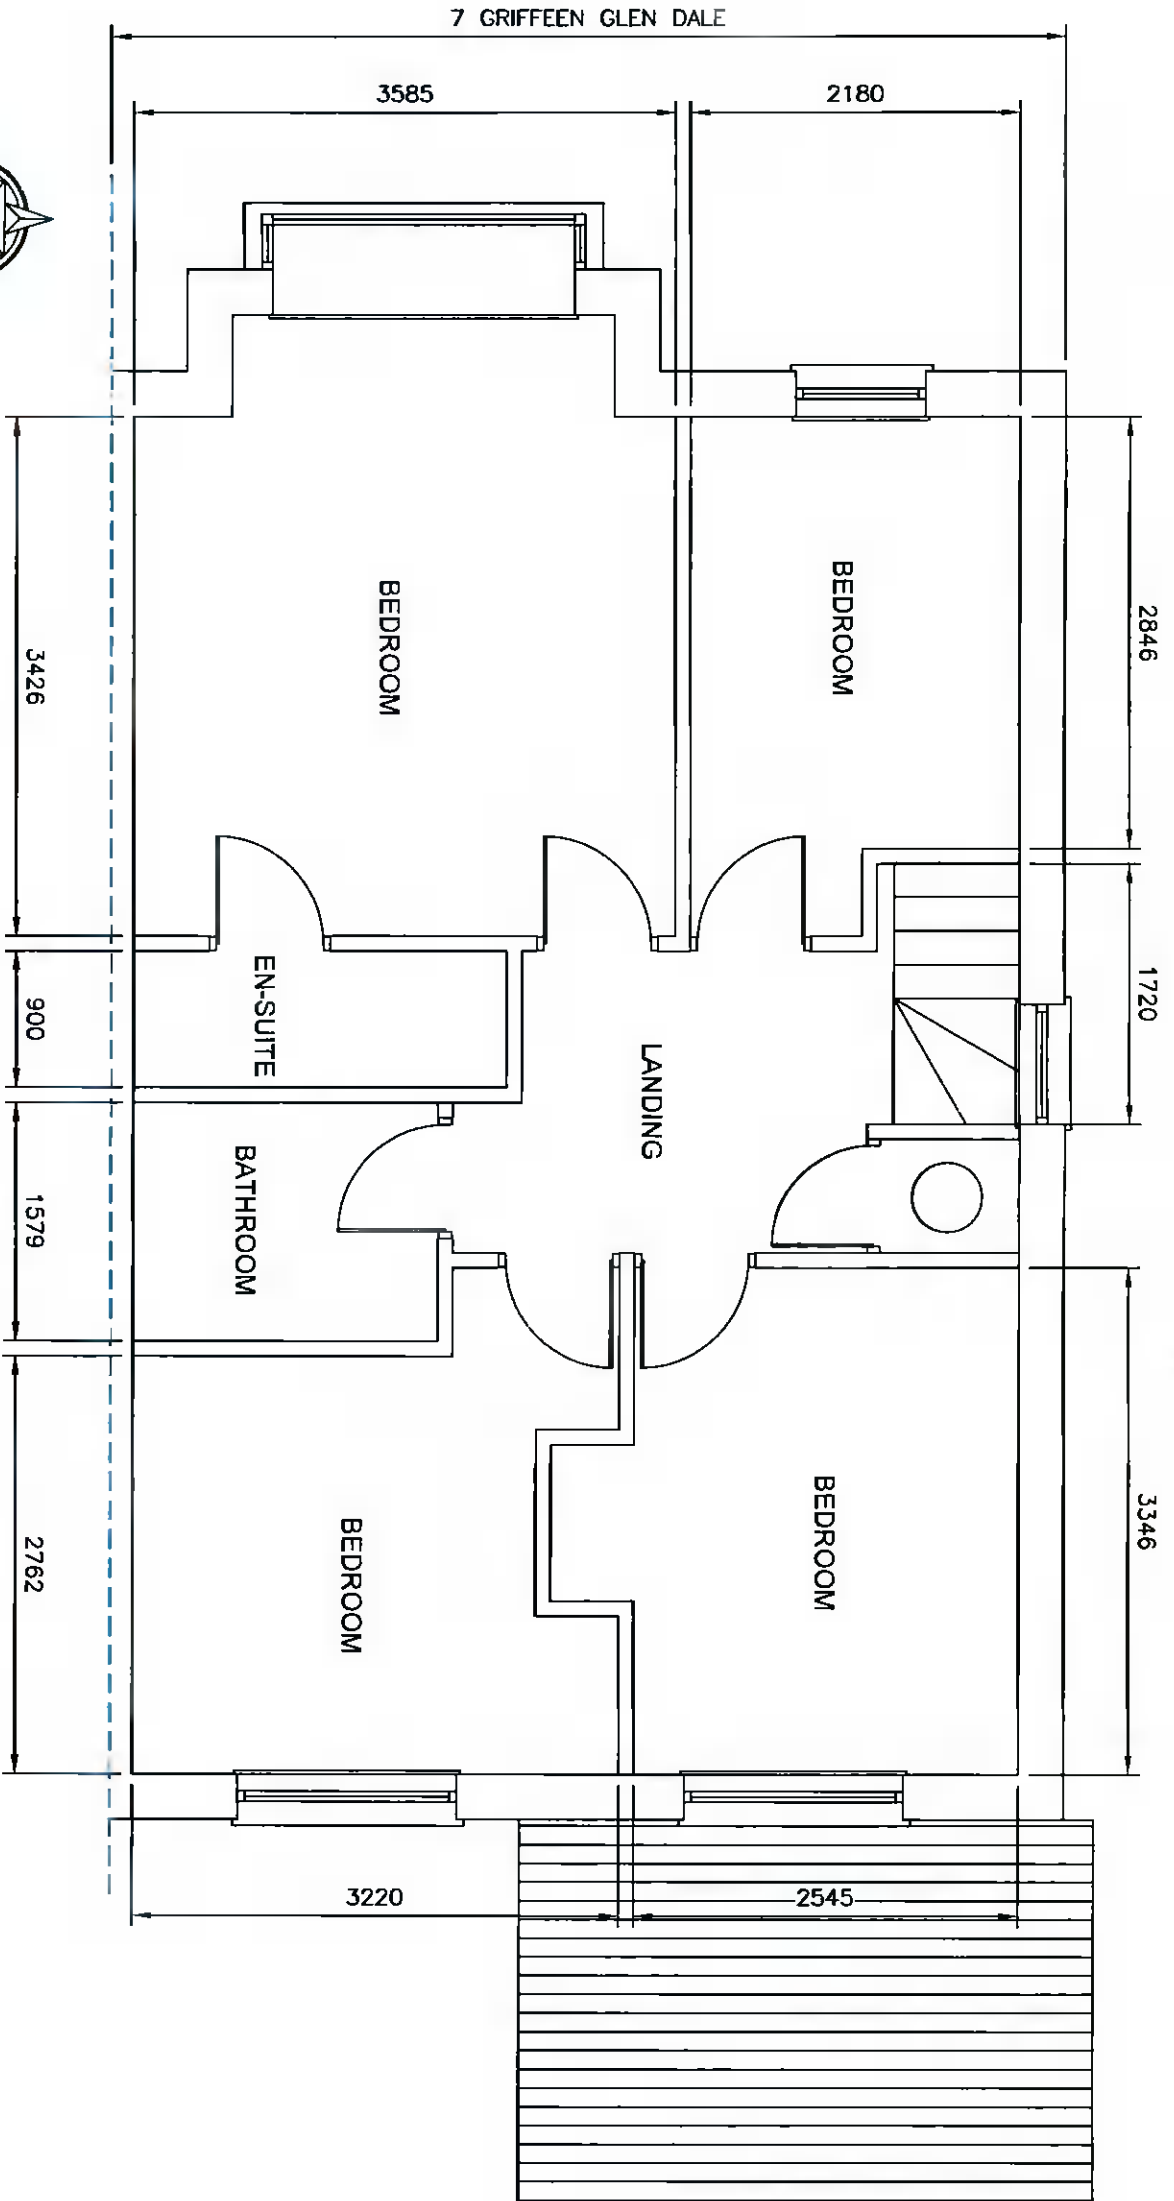 7 GRIFFEEN GLEN DALE
3585
2180
2846
1720
3346
BEDROOM
BEDROOM
3426
EN-SUITE
900
LANDING
BATHROOM
1579
BEDROOM
BEDROOM
2762
3220
2545